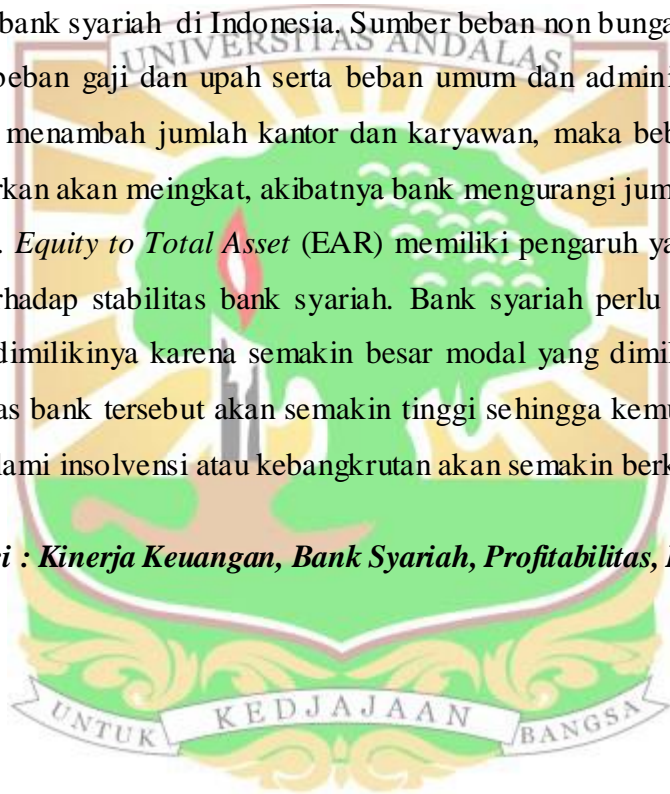 bank syariah di Indonesia. Sumber beban non bunga
UNIVERSITAS ANDALAS
beban gaji dan upah serta beban umum dan admini
menambah jumlah kantor dan karyawan, maka beb
rkan akan meingkat, akibatnya bank mengurangi jum
. Equity to Total Asset (EAR) memiliki pengaruh ya
rhadap stabilitas bank syariah. Bank syariah perlu
dimilikinya karena semakin besar modal yang dimil
as bank tersebut akan semakin tinggi sehingga kemu
lami insolvensi atau kebangkrutan akan semakin berk
ci : Kinerja Keuangan, Bank Syariah, Profitabilitas,
UNTUK KEDJAJAAN BANGSA